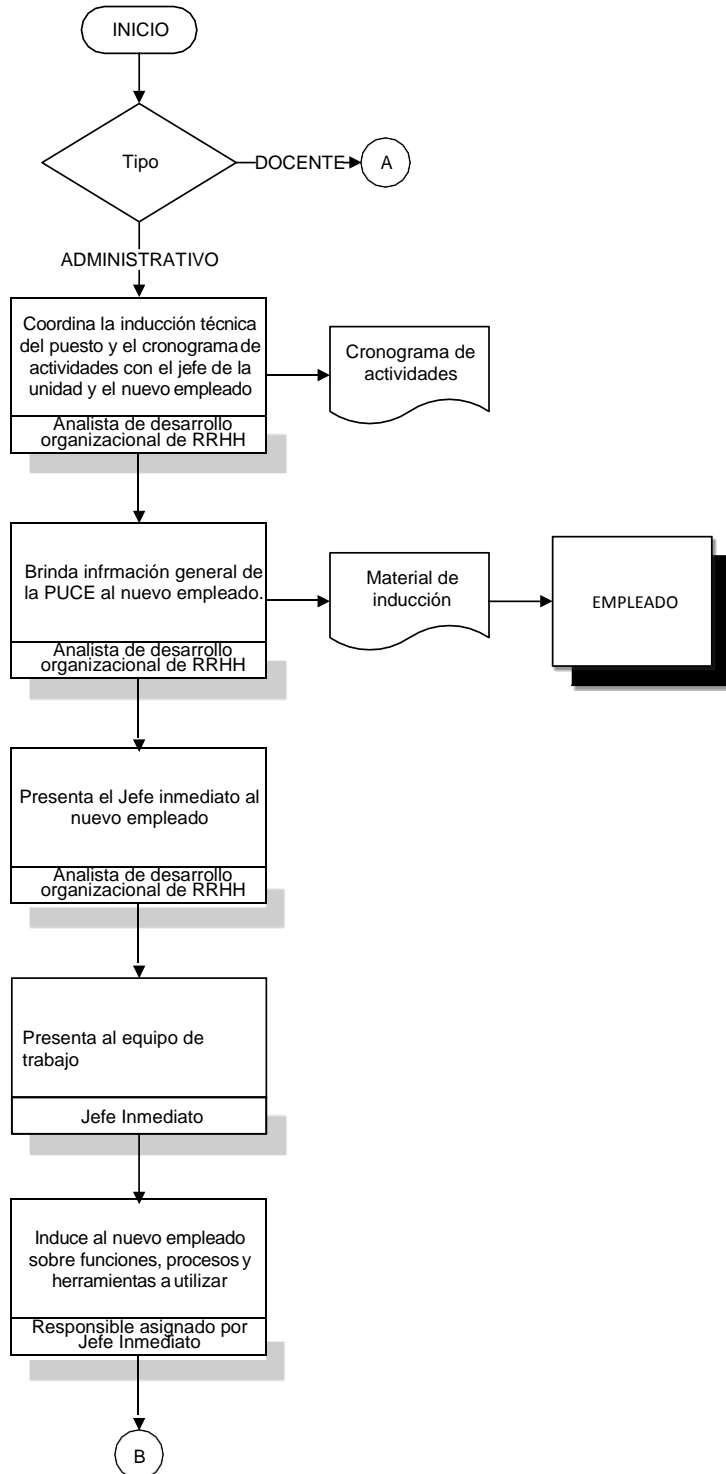 INICIO
Tipo
DOCENTE
A
ADMINISTRATIVO
Coordina la inducción técnica
del puesto y el cronograma de
actividades con el jefe de la
unidad y el nuevo empleado
Analista de desarrollo
organizacional de RRHH
Cronograma de
actividades
Brinda infrmación general de
la PUCE al nuevo empleado.
Analista de desarrollo
organizacional de RRHH
Material de
inducción
EMPLEADO
Presenta el Jefe inmediato al
nuevo empleado
Analista de desarrollo
organizacional de RRHH
Presenta al equipo de
trabajo
Jefe Inmediato
Induce al nuevo empleado
sobre funciones, procesos y
herramientas a utilizar
Responsible asignado por
Jefe Inmediato
B